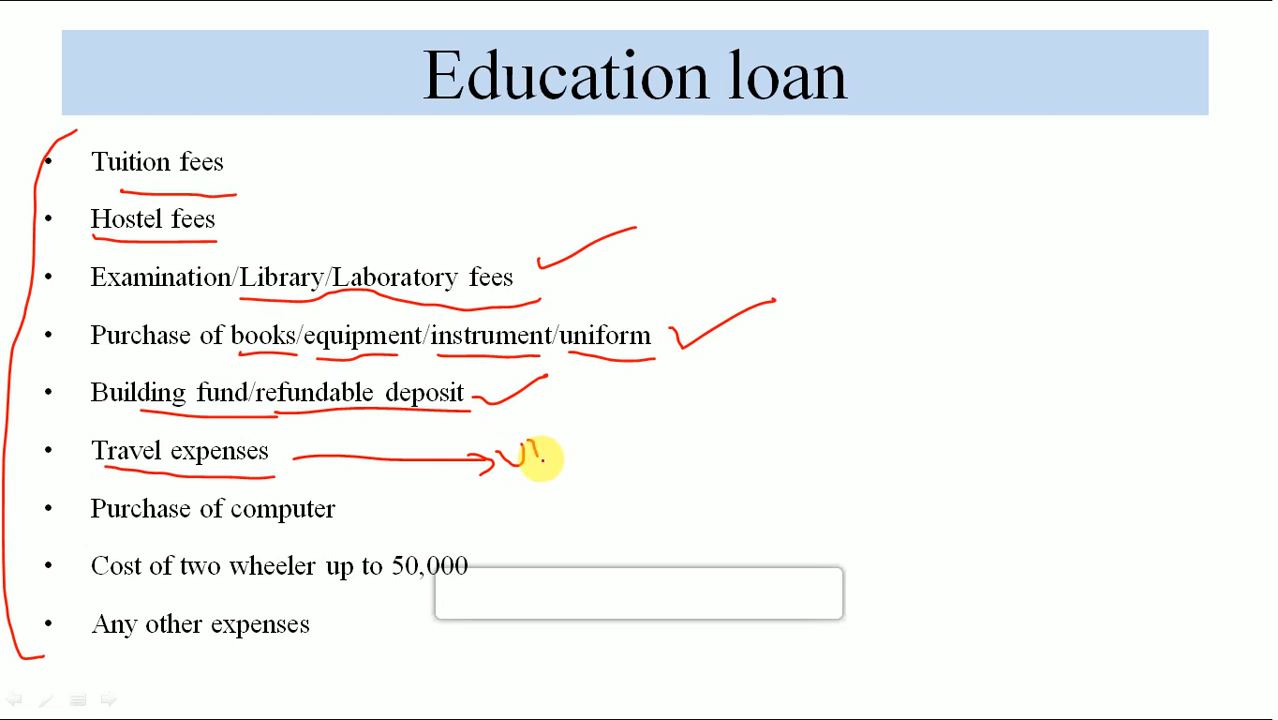 Education loan
• Tuition fees
• Hostel fees
• Examination/Library/Laboratory fees
• Purchase of books/equipment/instrument/uniform
• Building fund/refundable deposit
• Travel expenses
• Purchase of computer
• Cost of two wheeler up to 50,000
• Any other expenses